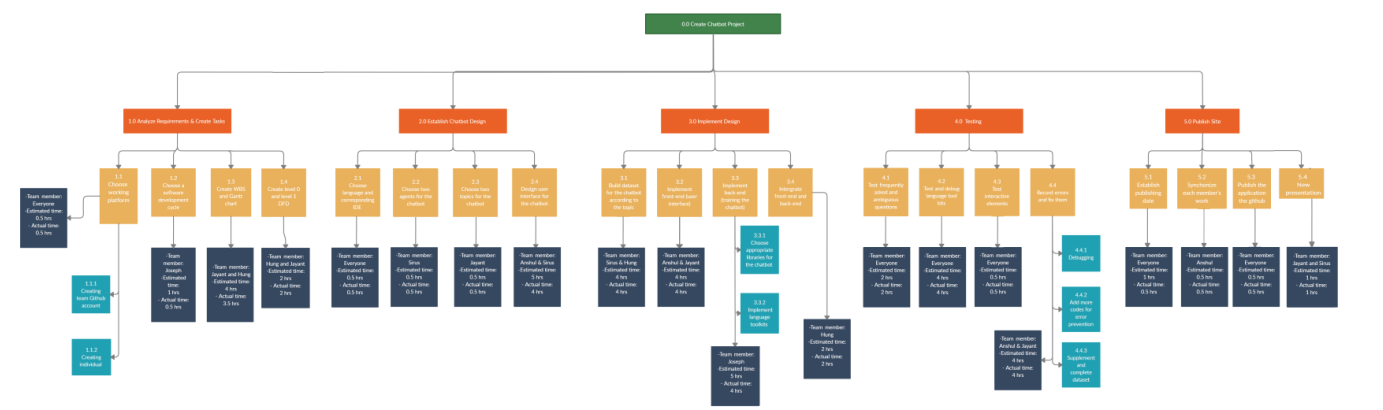 0.0 Create Chatbot Project
1.0 Analyze Requirements & Create Tasks
2.0 Establish Chatbot Design
3.0 Implement Design
4.0 Testing
5.0 Publish Site
1.1
Choose
working
platform
1.2
Choose a
software
development
cycle
1.3
Create WBS
and Gantt
chart
1.4
Create level 0
and level 1
DFD
2.1
Choose
language and
corresponding
IDE
2.2
Choose two
agents for the
chatbot
2.3
Choose two
topics for the
chatbot
2.4
Design user
interface for the
chatbot
3.1
Build dataset
for the chatbot
according to
the topic
3.2
Implement
front-end (user
interface)
3.3
Implement
back-end
(training the
chatbot)
3.4
Intergrate
front-end and
back-end
4.1
Test frequently
asked and
ambiguous
questions
4.2
Test and debug
language tool
kits
4.3
Test
interactive
elements
4.4
Record errors
and fix them
5.1
Establish
publishing
date
5.2
Synchronize
each member's
work
5.3
Publish the
application
the github
5.4
New
presentation
-Team member:
Everyone
-Estimated time:
0.5 hrs
- Actual time:
0.5 hrs
-Team
member:
Joseph
-Estimated
time:
1 hrs
- Actual time:
0.5 hrs
-Team member:
Jayant and Hung
-Estimated time:
4 hrs
- Actual time:
3.5 hrs
-Team member:
Hung and Jayant
-Estimated time:
2 hrs
- Actual time:
2 hrs
-Team member:
Everyone
-Estimated time:
0.5 hrs
- Actual time:
0.5 hrs
-Team member:
Sirus
-Estimated time:
0.5 hrs
- Actual time:
0.5 hrs
-Team member:
Jayant
-Estimated time:
0.5 hrs
- Actual time:
0.5 hrs
-Team member:
Anshul & Sirus
-Estimated time:
5 hrs
- Actual time:
4 hrs
-Team member:
Sirus & Hung
-Estimated time:
4 hrs
- Actual time:
4 hrs
-Team member:
Anshul & Jayant
-Estimated time:
4 hrs
- Actual time:
4 hrs
3.3.1
Choose
appropriate
libraries for
the chatbot
3.3.2
Implement
language
toolkits
-Team member:
Joseph
-Estimated time:
5 hrs
- Actual time:
4 hrs
-Team member:
Hung
-Estimated time:
2 hrs
- Actual time:
2 hrs
-Team member:
Everyone
-Estimated time:
2 hrs
- Actual time:
2 hrs
-Team member:
Everyone
-Estimated time:
4 hrs
- Actual time:
4 hrs
-Team member:
Everyone
-Estimated time:
0.5 hrs
- Actual time:
0.5 hrs
4.4.1
Debugging
4.4.2
Add more
codes for
error
prevention
4.4.3
Supplement
and
complete
dataset
-Team member:
Anshul & Jayant
-Estimated time:
4 hrs
- Actual time:
4 hrs
-Team member:
Everyone
-Estimated time:
1 hrs
- Actual time:
0.5 hrs
-Team member:
Anshul
-Estimated time:
0.5 hrs
- Actual time:
0.5 hrs
-Team member:
Everyone
-Estimated time:
0.5 hrs
- Actual time:
0.5 hrs
-Team member:
Jayant and Sirus
-Estimated time:
1 hrs
- Actual time:
1 hrs
1.1.1
Creating
team Github
account
1.1.2
Creating
individual